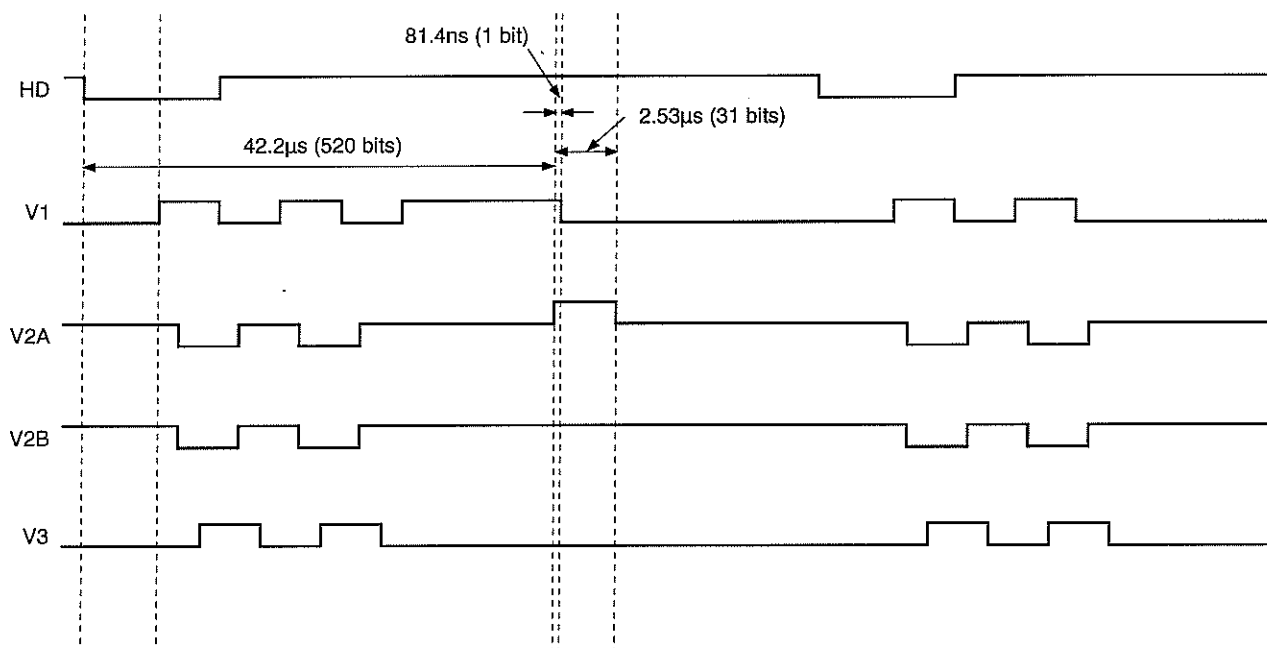 81.4ns (1 bit)
HD
2.53μs (31 bits)
42.2μs (520 bits)
V1
V2A
V2B
V3